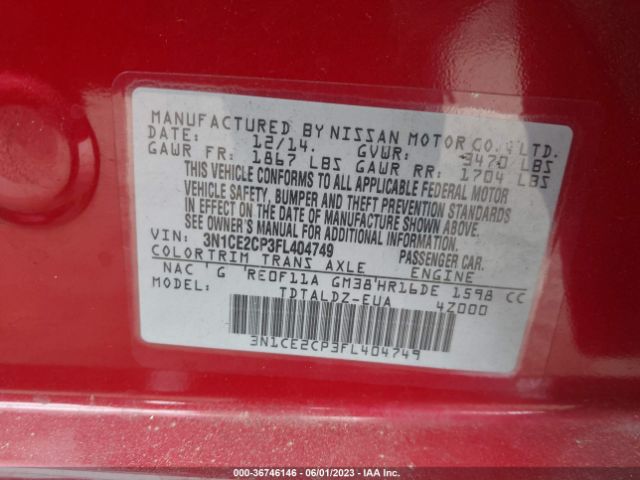 MANUFACTURED BY NISSAN MOTOR CO., LTD.
DATE: 12/14. GVWR: 3470 LBS
GAWR FR: 1867 LBS GAWR RR: 1704 LBS
THIS VEHICLE CONFORMS TO ALL APPLICABLE FEDERAL MOTOR
VEHICLE SAFETY, BUMPER AND THEFT PREVENTION STANDARDS
IN EFFECT ON THE DATE OF MANUFACTURE SHOWN ABOVE.
SEE OWNER'S MANUAL FOR ADDITIONAL INFORMATION
VIN: 3N1CE2CP3FL404749 PASSENGER CAR.
COLOR TRIM TRANS AXLE ENGINE
NAC 'G 'RE0F11A GM38'HR16DE 1598 CC
MODEL: TDTALDZ-EUA 4Z000
3N1CE2CP3FL404749
000-36746146 - 06/01/2023 - IAA Inc.